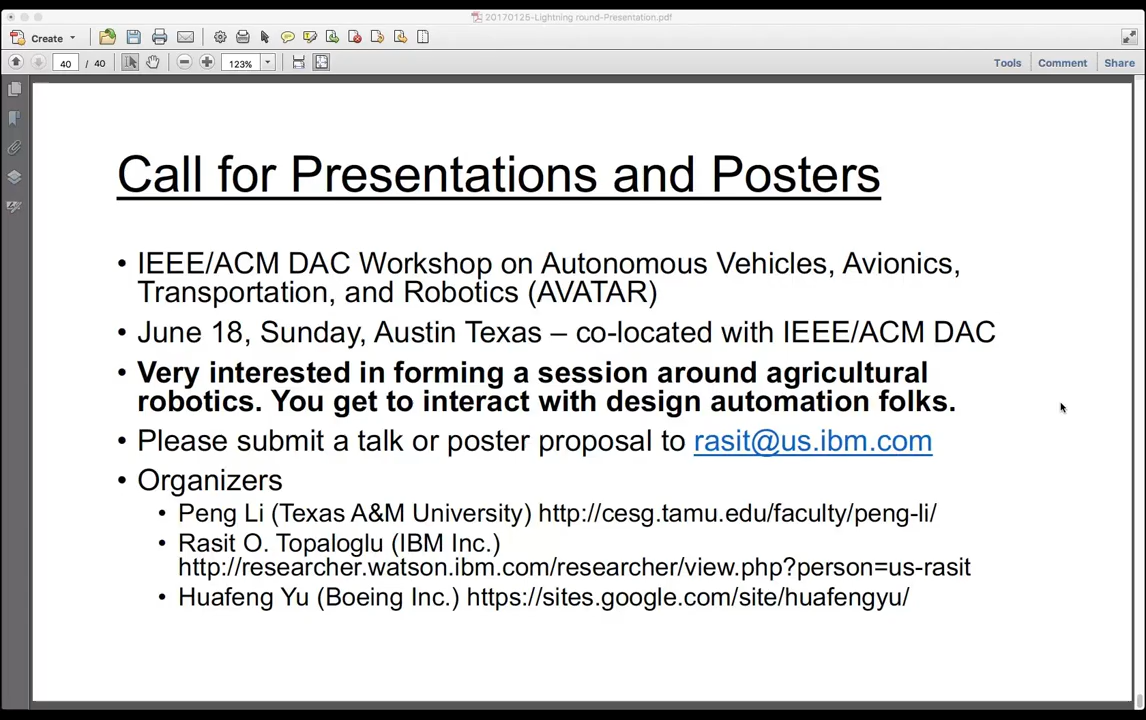 20170125-Lightning round-Presentation.pdf
Create
40 / 40
123%
Tools Comment Share
Call for Presentations and Posters
• IEEE/ACM DAC Workshop on Autonomous Vehicles, Avionics,
Transportation, and Robotics (AVATAR)
• June 18, Sunday, Austin Texas – co-located with IEEE/ACM DAC
• Very interested in forming a session around agricultural
robotics. You get to interact with design automation folks.
• Please submit a talk or poster proposal to rasit@us.ibm.com
• Organizers
• Peng Li (Texas A&M University) http://cesg.tamu.edu/faculty/peng-li/
• Rasit O. Topaloglu (IBM Inc.)
http://researcher.watson.ibm.com/researcher/view.php?person=us-rasit
• Huafeng Yu (Boeing Inc.) https://sites.google.com/site/huafengyu/